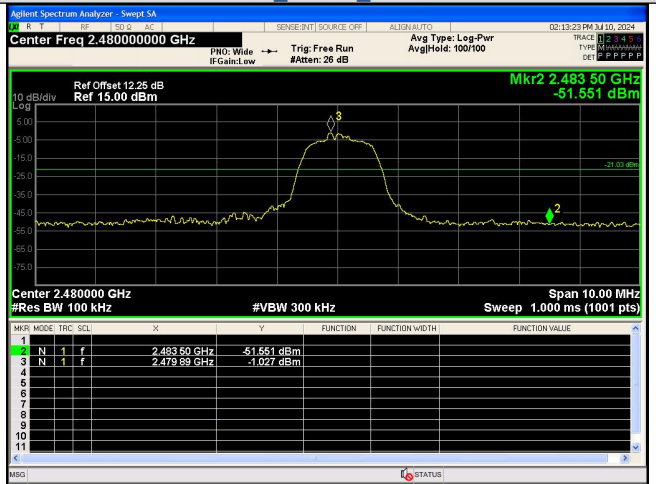 Agilent Spectrum Analyzer - Swept SA
R T RF 50 Ω AC SENSE:INT SOURCE OFF ALIGN AUTO 02:13:23 PM Jul 10, 2024
Center Freq 2.480000000 GHz
PNO: Wide
IFGain:Low
Trig: Free Run
#Atten: 26 dB
Avg Type: Log-Pwr
Avg|Hold: 100/100
TRACE 1 2 3 4 5 6
TYPE M
DET P P P P P P
Ref Offset 12.25 dB
Ref 15.00 dBm
10 dB/div
Log
Mkr2 2.483 50 GHz
-51.551 dBm
5.00
-5.00
-15.0
-25.0
-35.0
-45.0
-55.0
-65.0
-75.0
3
-21.03 dBm
2
Center 2.480000 GHz
Span 10.00 MHz
#Res BW 100 kHz
#VBW 300 kHz
Sweep 1.000 ms (1001 pts)
MKR MODE TRC SCL X Y FUNCTION FUNCTION WIDTH FUNCTION VALUE
1
2 N 1 f 2.483 50 GHz -51.551 dBm
3 N 1 f 2.479 89 GHz -1.027 dBm
4
5
6
7
8
9
10
11
MSG STATUS